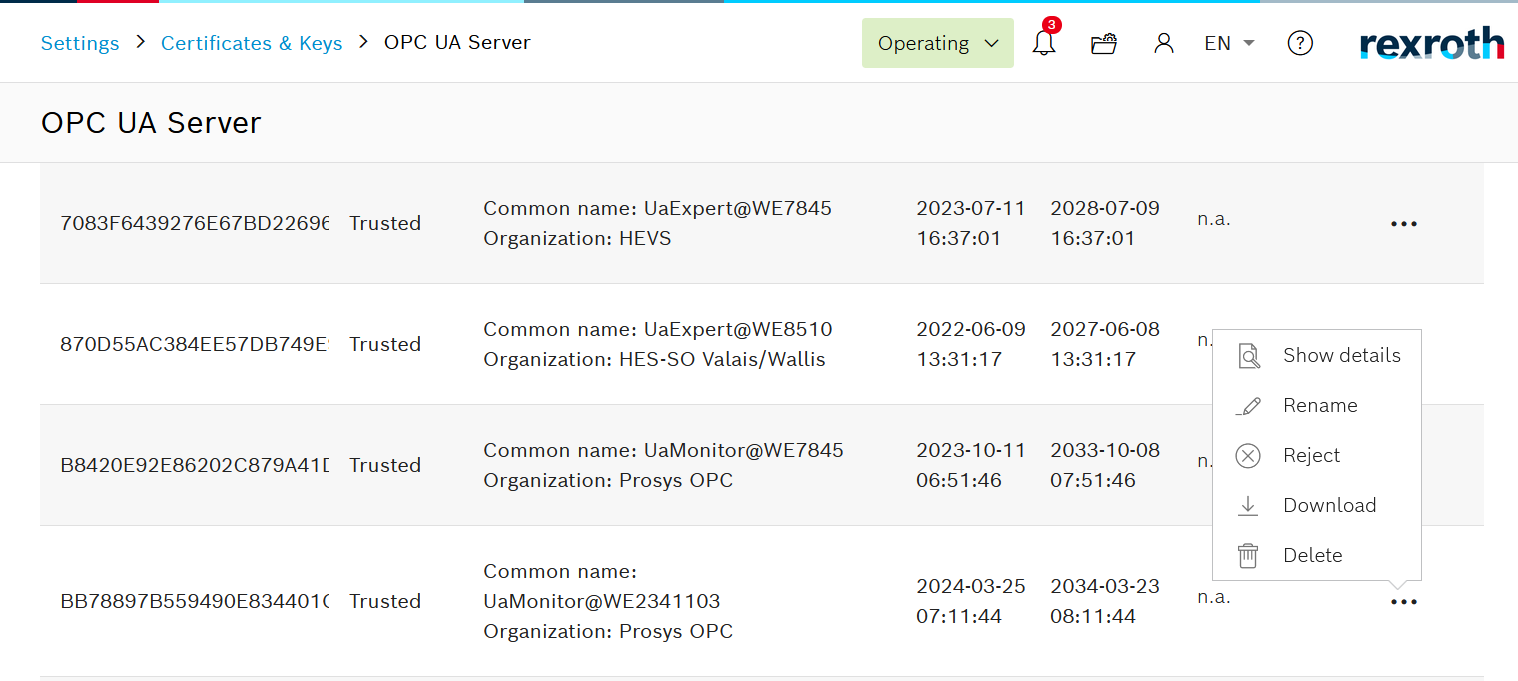 Settings > Certificates & Keys > OPC UA Server
Operating
3
EN
?
rexroth
OPC UA Server
7083F6439276E67BD22696
Trusted
Common name: UaExpert@WE7845
Organization: HEVS
2023-07-11
16:37:01
2028-07-09
16:37:01
n.a.
870D55AC384EE57DB749E
Trusted
Common name: UaExpert@WE8510
Organization: HES-SO Valais/Wallis
2022-06-09
13:31:17
2027-06-08
13:31:17
n.
B8420E92E86202C879A41D
Trusted
Common name: UaMonitor@WE7845
Organization: Prosys OPC
2023-10-11
06:51:46
2033-10-08
07:51:46
n.
BB78897B559490E834401
Trusted
Common name:
UaMonitor@WE2341103
Organization: Prosys OPC
2024-03-25
07:11:44
2034-03-23
08:11:44
n.a.
Show details
Rename
Reject
Download
Delete